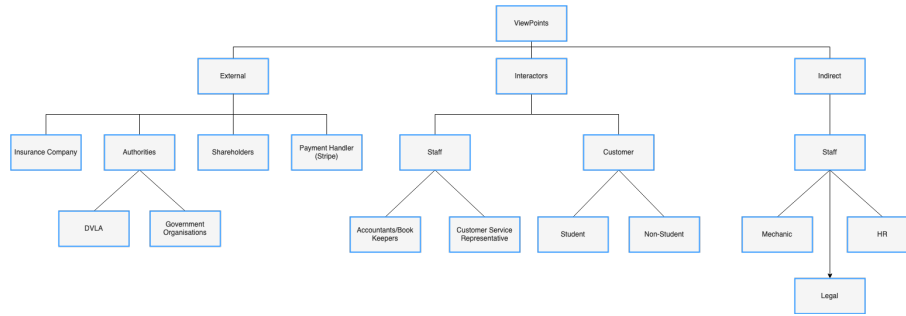 ViewPoints
External
Interactors
Indirect
Insurance Company
Authorities
Shareholders
Payment Handler
(Stripe)
Staff
Customer
Staff
DVLA
Government
Organisations
Accountants/Book
Keepers
Customer Service
Representative
Student
Non-Student
Mechanic
HR
Legal